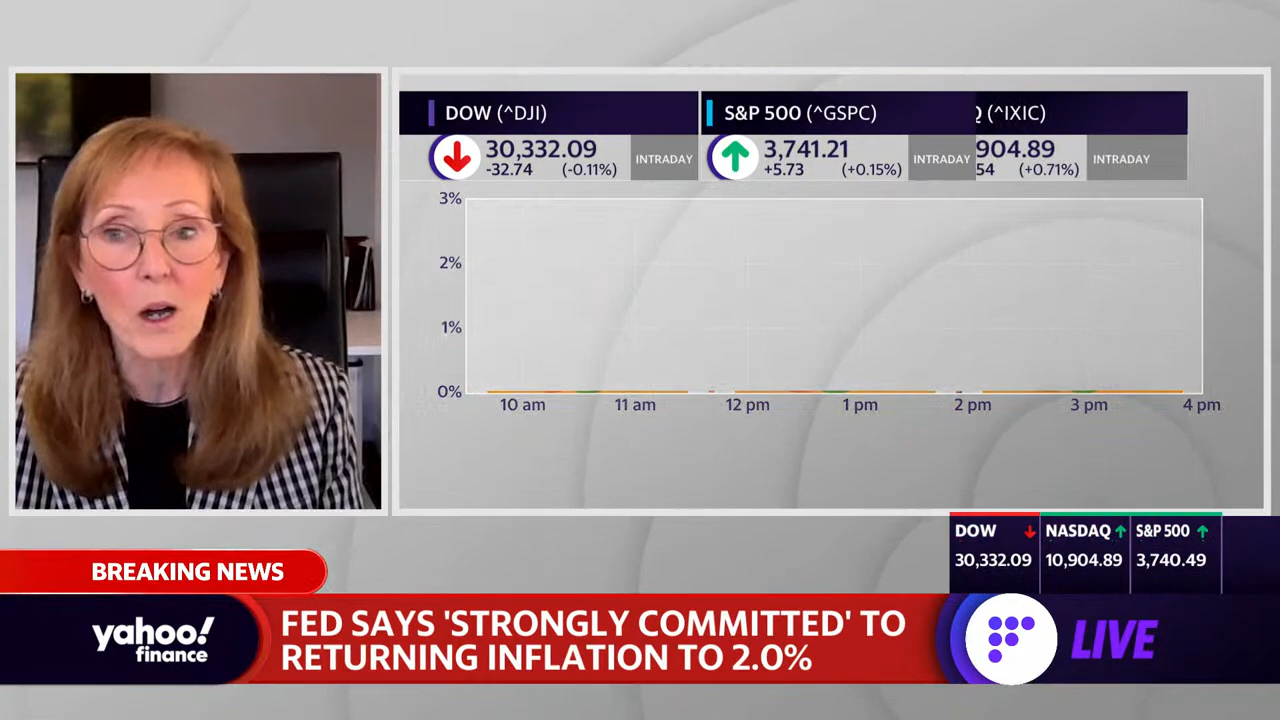 DOW (^DJI)
30,332.09
-32.74 (-0.11%)
INTRADAY
S&P 500 (^GSPC)
3,741.21
+5.73 (+0.15%)
INTRADAY
(^IXIC)
904.89
54 (+0.71%)
INTRADAY
3%
2%
1%
0%
10 am 11 am 12 pm 1 pm 2 pm 3 pm 4 pm
DOW NASDAQ S&P 500
30,332.09 10,904.89 3,740.49
BREAKING NEWS
yahoo!
finance
FED SAYS 'STRONGLY COMMITTED' TO
RETURNING INFLATION TO 2.0%
LIVE